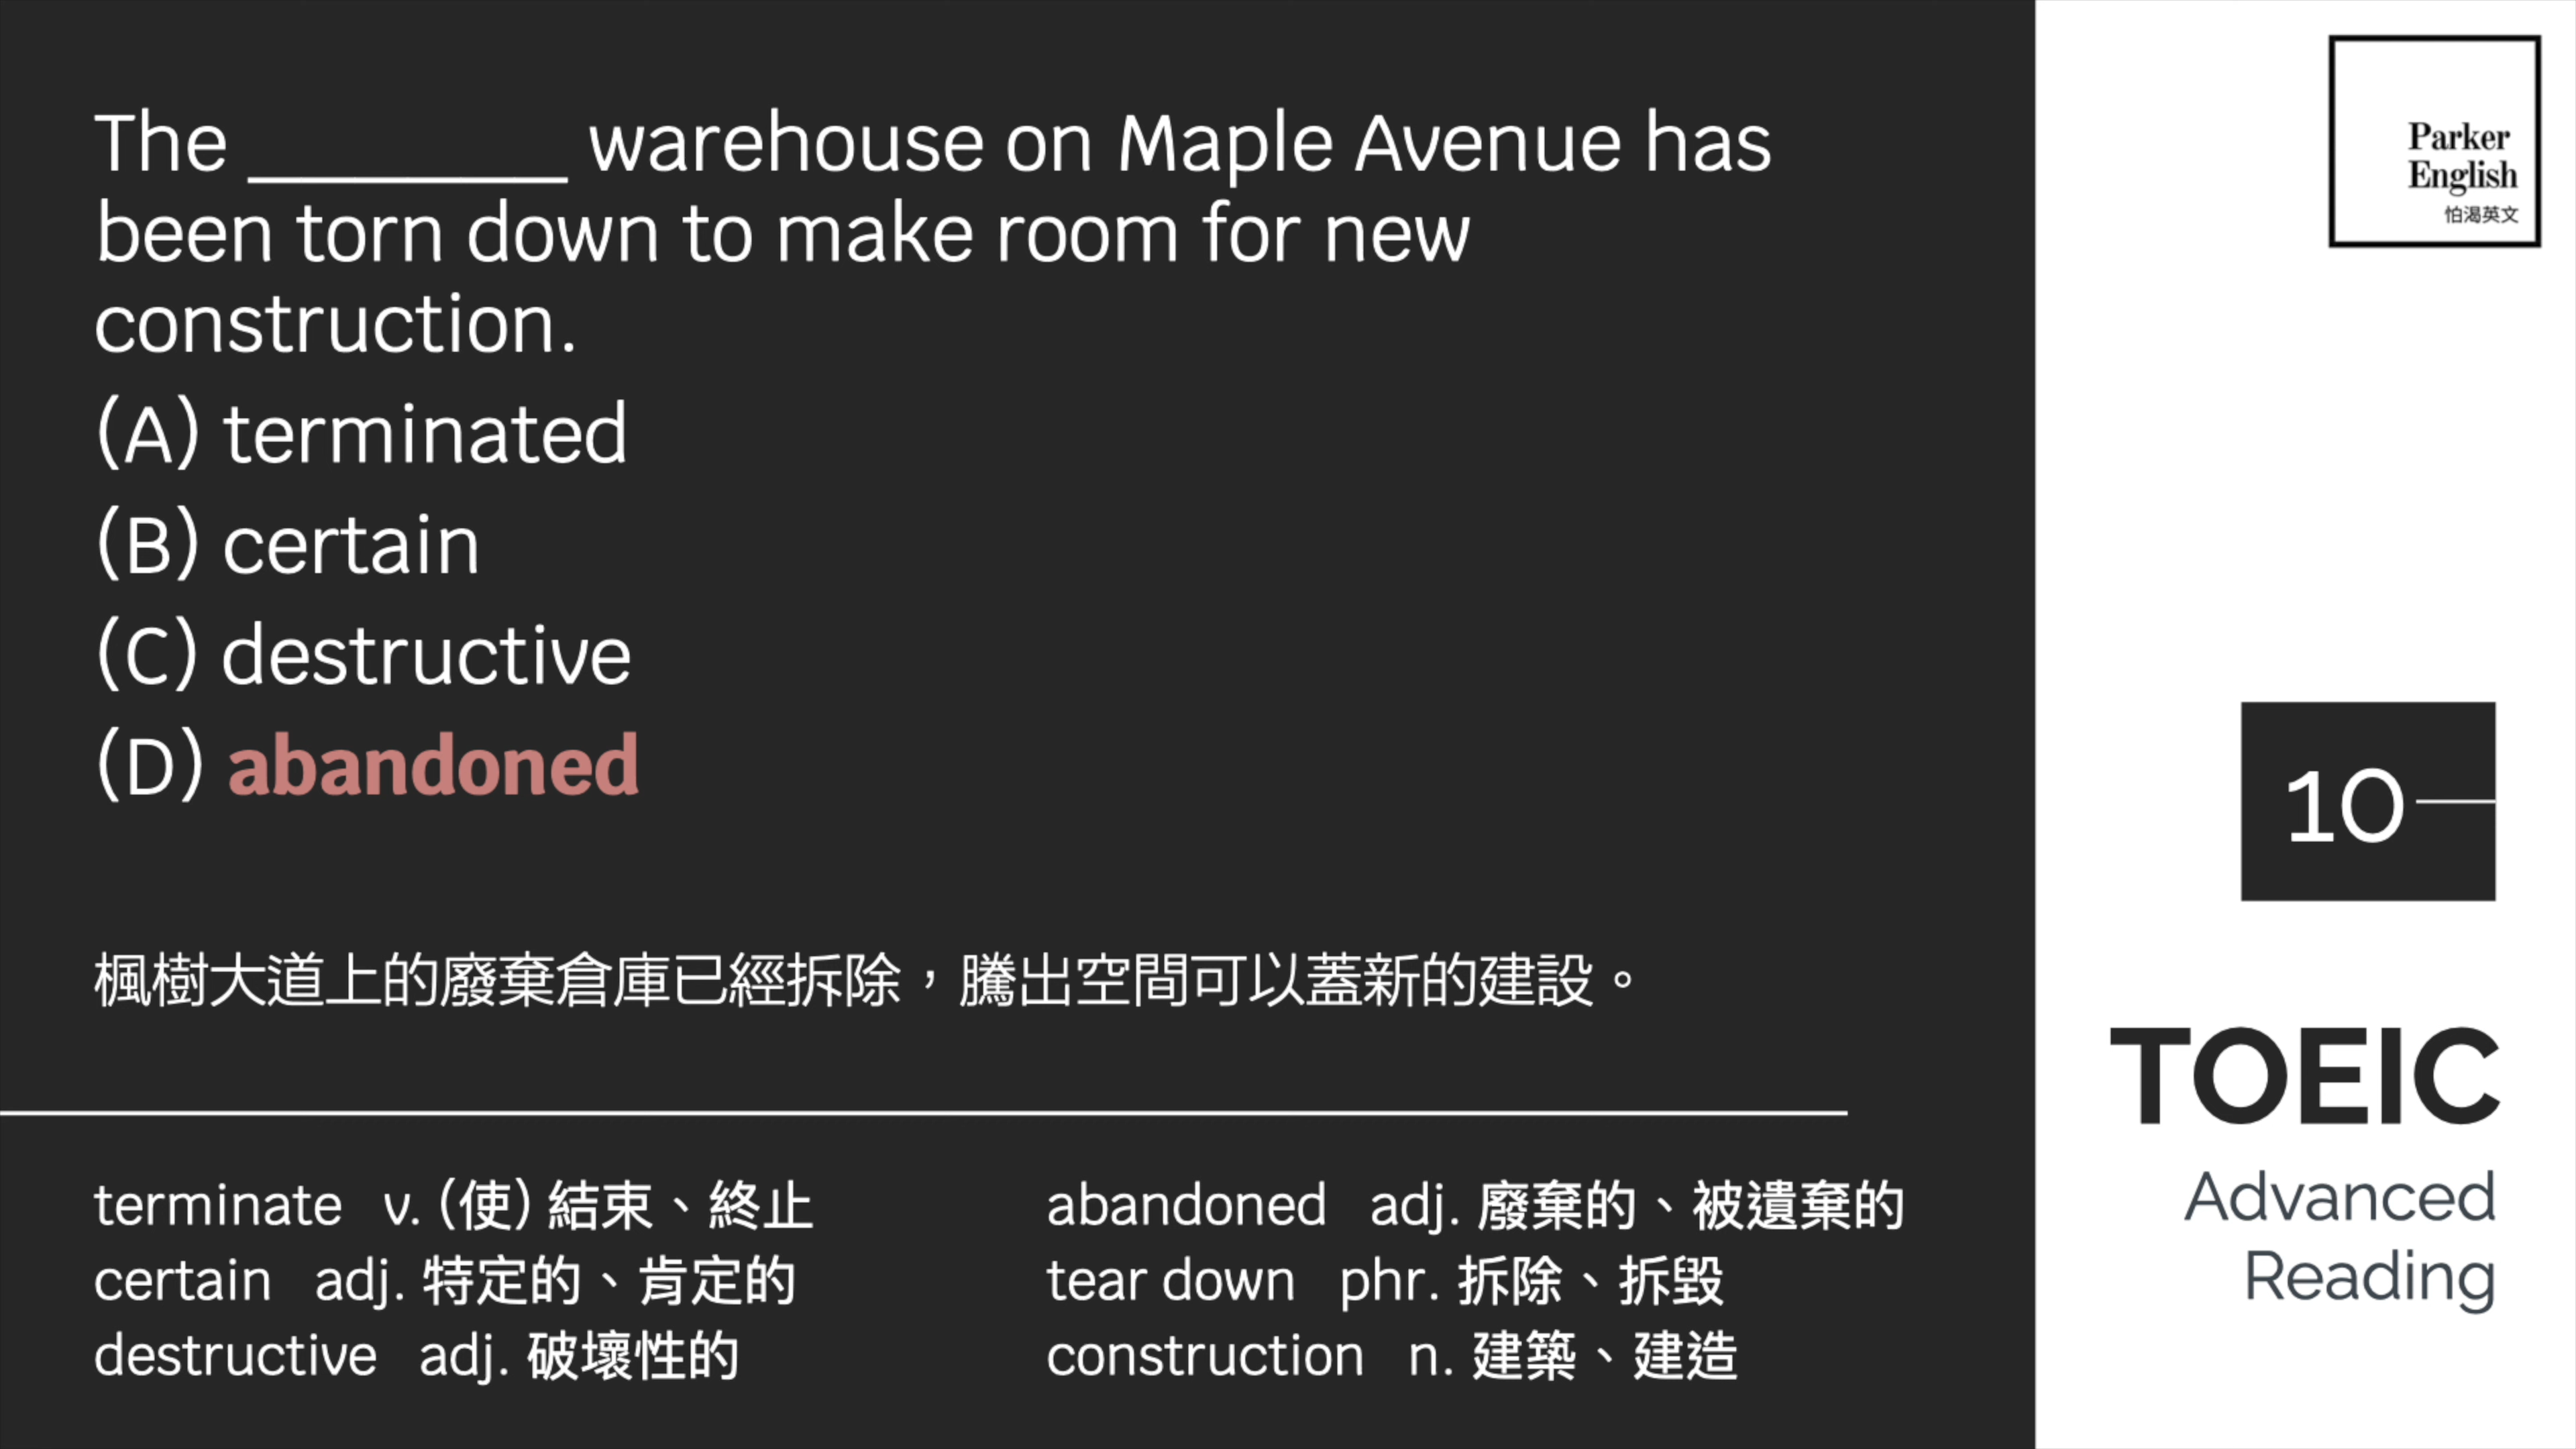 The ________ warehouse on Maple Avenue has
been torn down to make room for new
construction.
(A) terminated
(B) certain
(C) destructive
(D) abandoned
楓樹大道上的廢棄倉庫已經拆除，騰出空間可以蓋新的建設。
terminate v. (使) 結束、終止
certain adj. 特定的、肯定的
destructive adj. 破壞性的
abandoned adj. 廢棄的、被遺棄的
tear down phr. 拆除、拆毀
construction n. 建築、建造
Parker
English
怕渴英文
10
TOEIC
Advanced
Reading